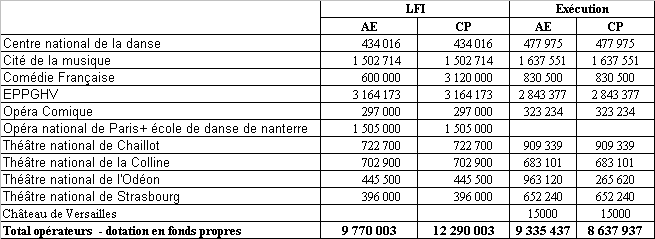 LFI Exécution
AE CP AE CP
Centre national de la danse 434 016 434 016 477 975 477 975
Cité de la musique 1 502 714 1 502 714 1 637 551 1 637 551
Comédie Française 600 000 3 120 000 830 500 830 500
EPPGHV 3 164 173 3 164 173 2 843 377 2 843 377
Opéra Comique 297 000 297 000 323 234 323 234
Opéra national de Paris+ école de danse de nanterre 1 505 000 1 505 000
Théâtre national de Chaillot 722 700 722 700 909 339 909 339
Théâtre national de la Colline 702 900 702 900 683 101 683 101
Théâtre national de l'Odéon 445 500 445 500 963 120 265 620
Théâtre national de Strasbourg 396 000 396 000 652 240 652 240
Château de Versailles 15000 15000
Total opérateurs - dotation en fonds propres 9 770 003 12 290 003 9 335 437 8 637 937